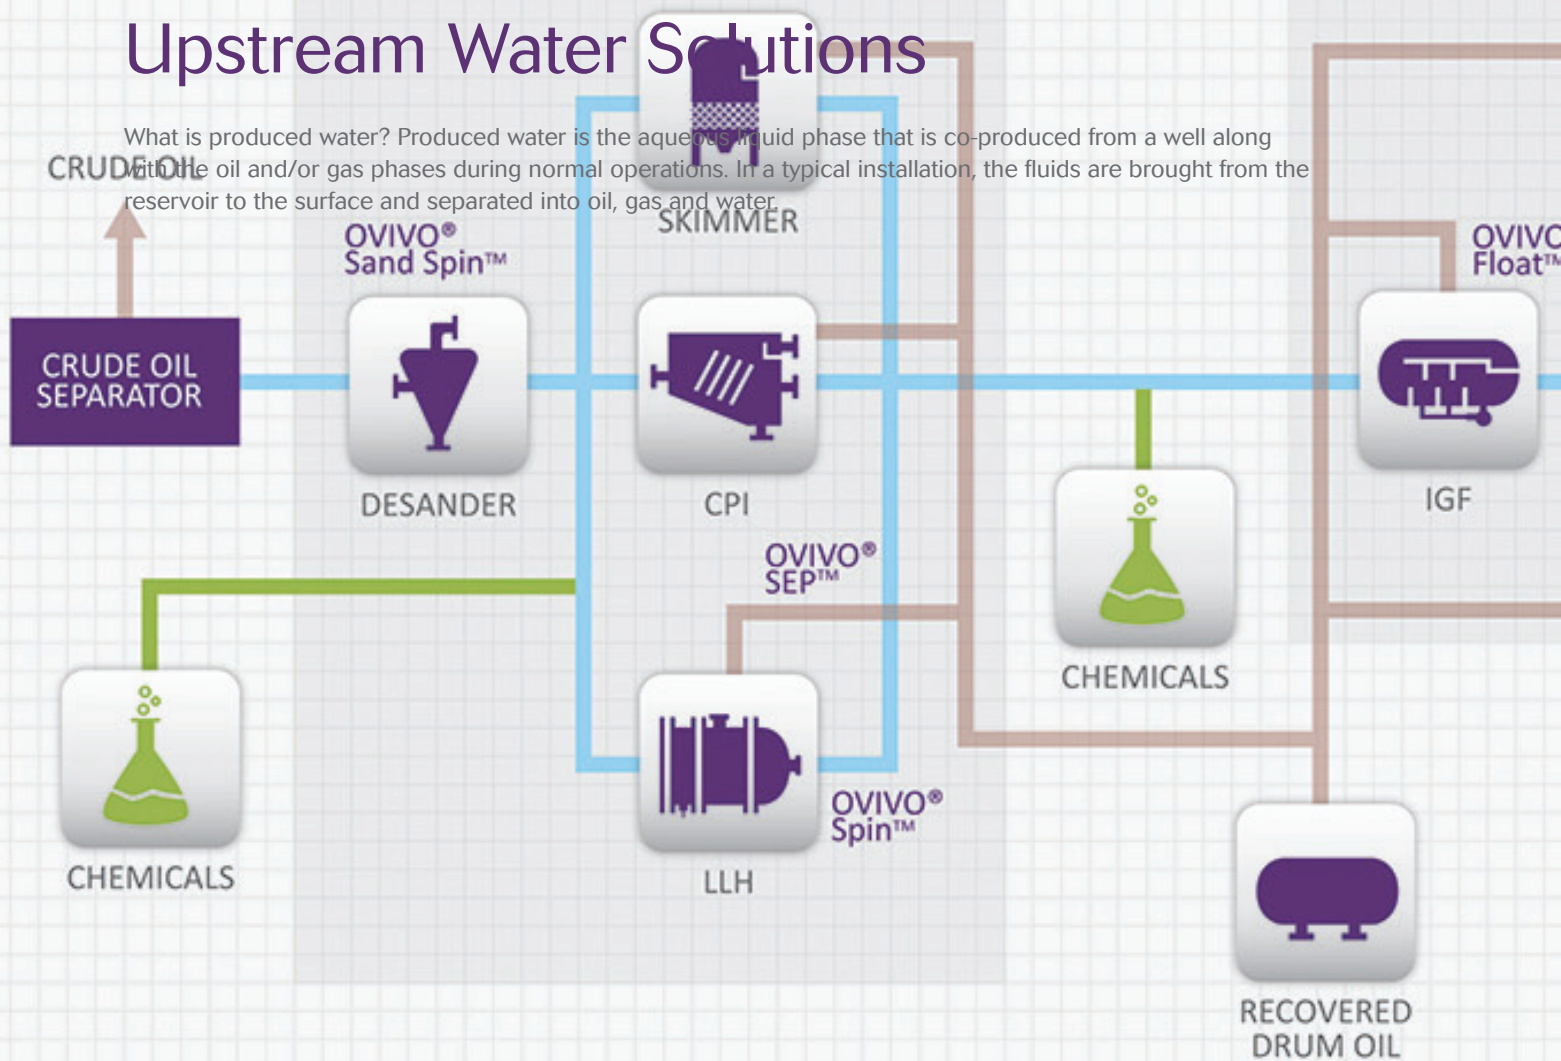 Upstream Water Solutions
What is produced water? Produced water is the aqueous liquid phase that is co-produced from a well along
with the oil and/or gas phases during normal operations. In a typical installation, the fluids are brought from the
reservoir to the surface and separated into oil, gas and water.
CRUDE OIL
SKIMMER
OVIVO®
Sand Spin™
OVIVO
Float™
CRUDE OIL
SEPARATOR
DESANDER
CPI
IGF
OVIVO®
SEP™
CHEMICALS
OVIVO®
Spin™
CHEMICALS
LLH
RECOVERED
DRUM OIL